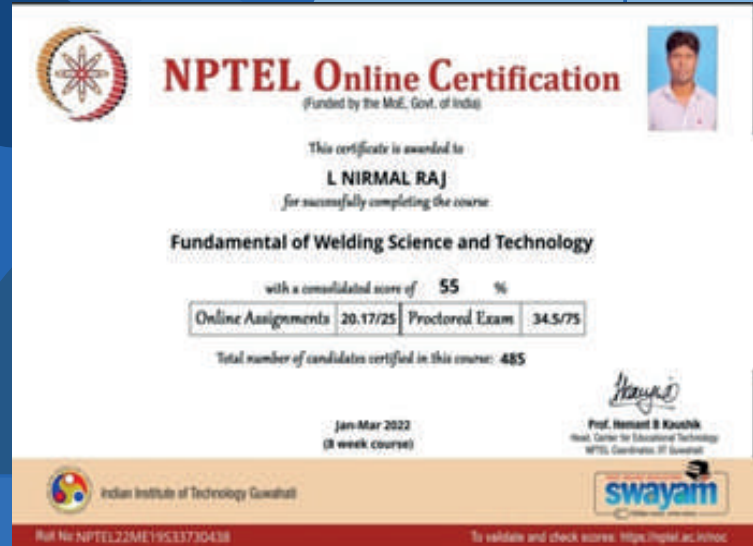 NPTEL Online Certification
(Funded by the MoE, Govt. of India)
This certificate is awarded to
L NIRMAL RAJ
for successfully completing the course
Fundamental of Welding Science and Technology
with a consolidated score of 55 %
Online Assignments 20.17/25 Proctored Exam 34.5/75
Total number of candidates certified in this course: 485
Jan-Mar 2022
(8 week course)
Prof. Hemant B Kaushik
Head, Center for Educational Technology
NPTEL Coordinator, IIT Guwahati
Indian Institute of Technology Guwahati
swayam
Roll No: NPTEL22ME19S33730438
To validate and check scores: https://nptel.ac.in/noc